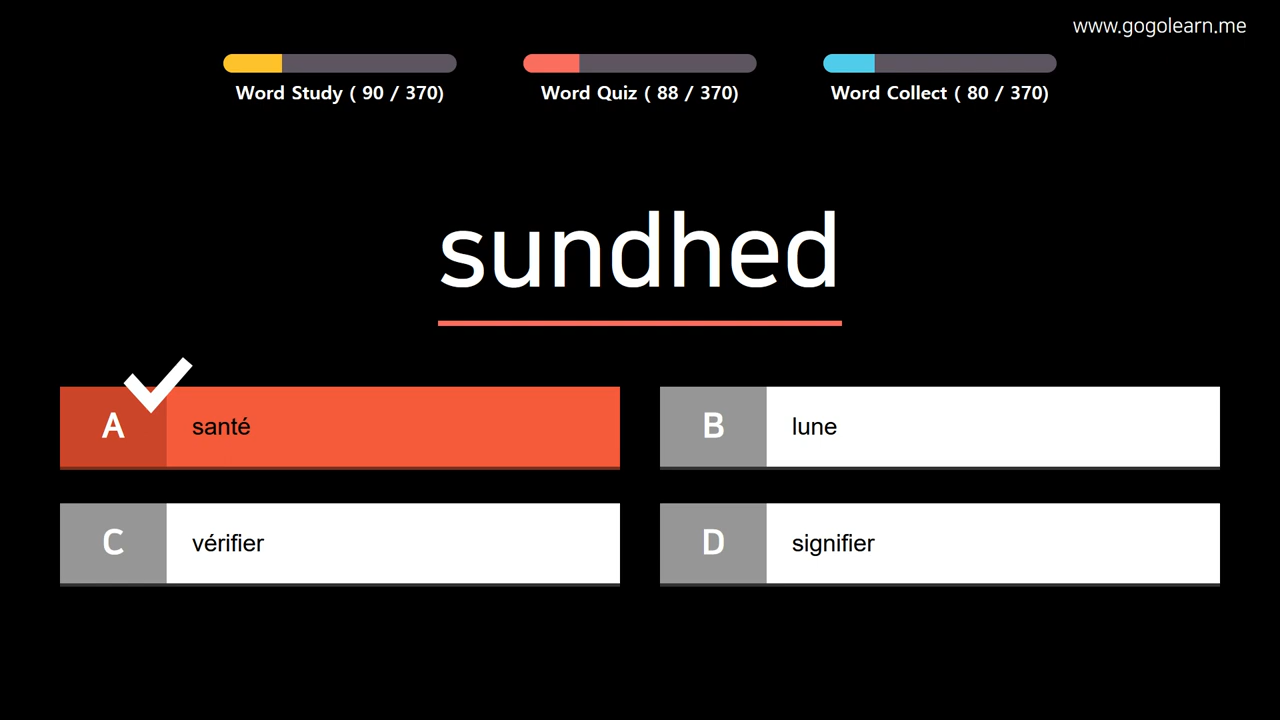 www.gogolearn.me
Word Study ( 90 / 370)
Word Quiz ( 88 / 370)
Word Collect ( 80 / 370)
sundhed
A santé
B lune
C vérifier
D signifier